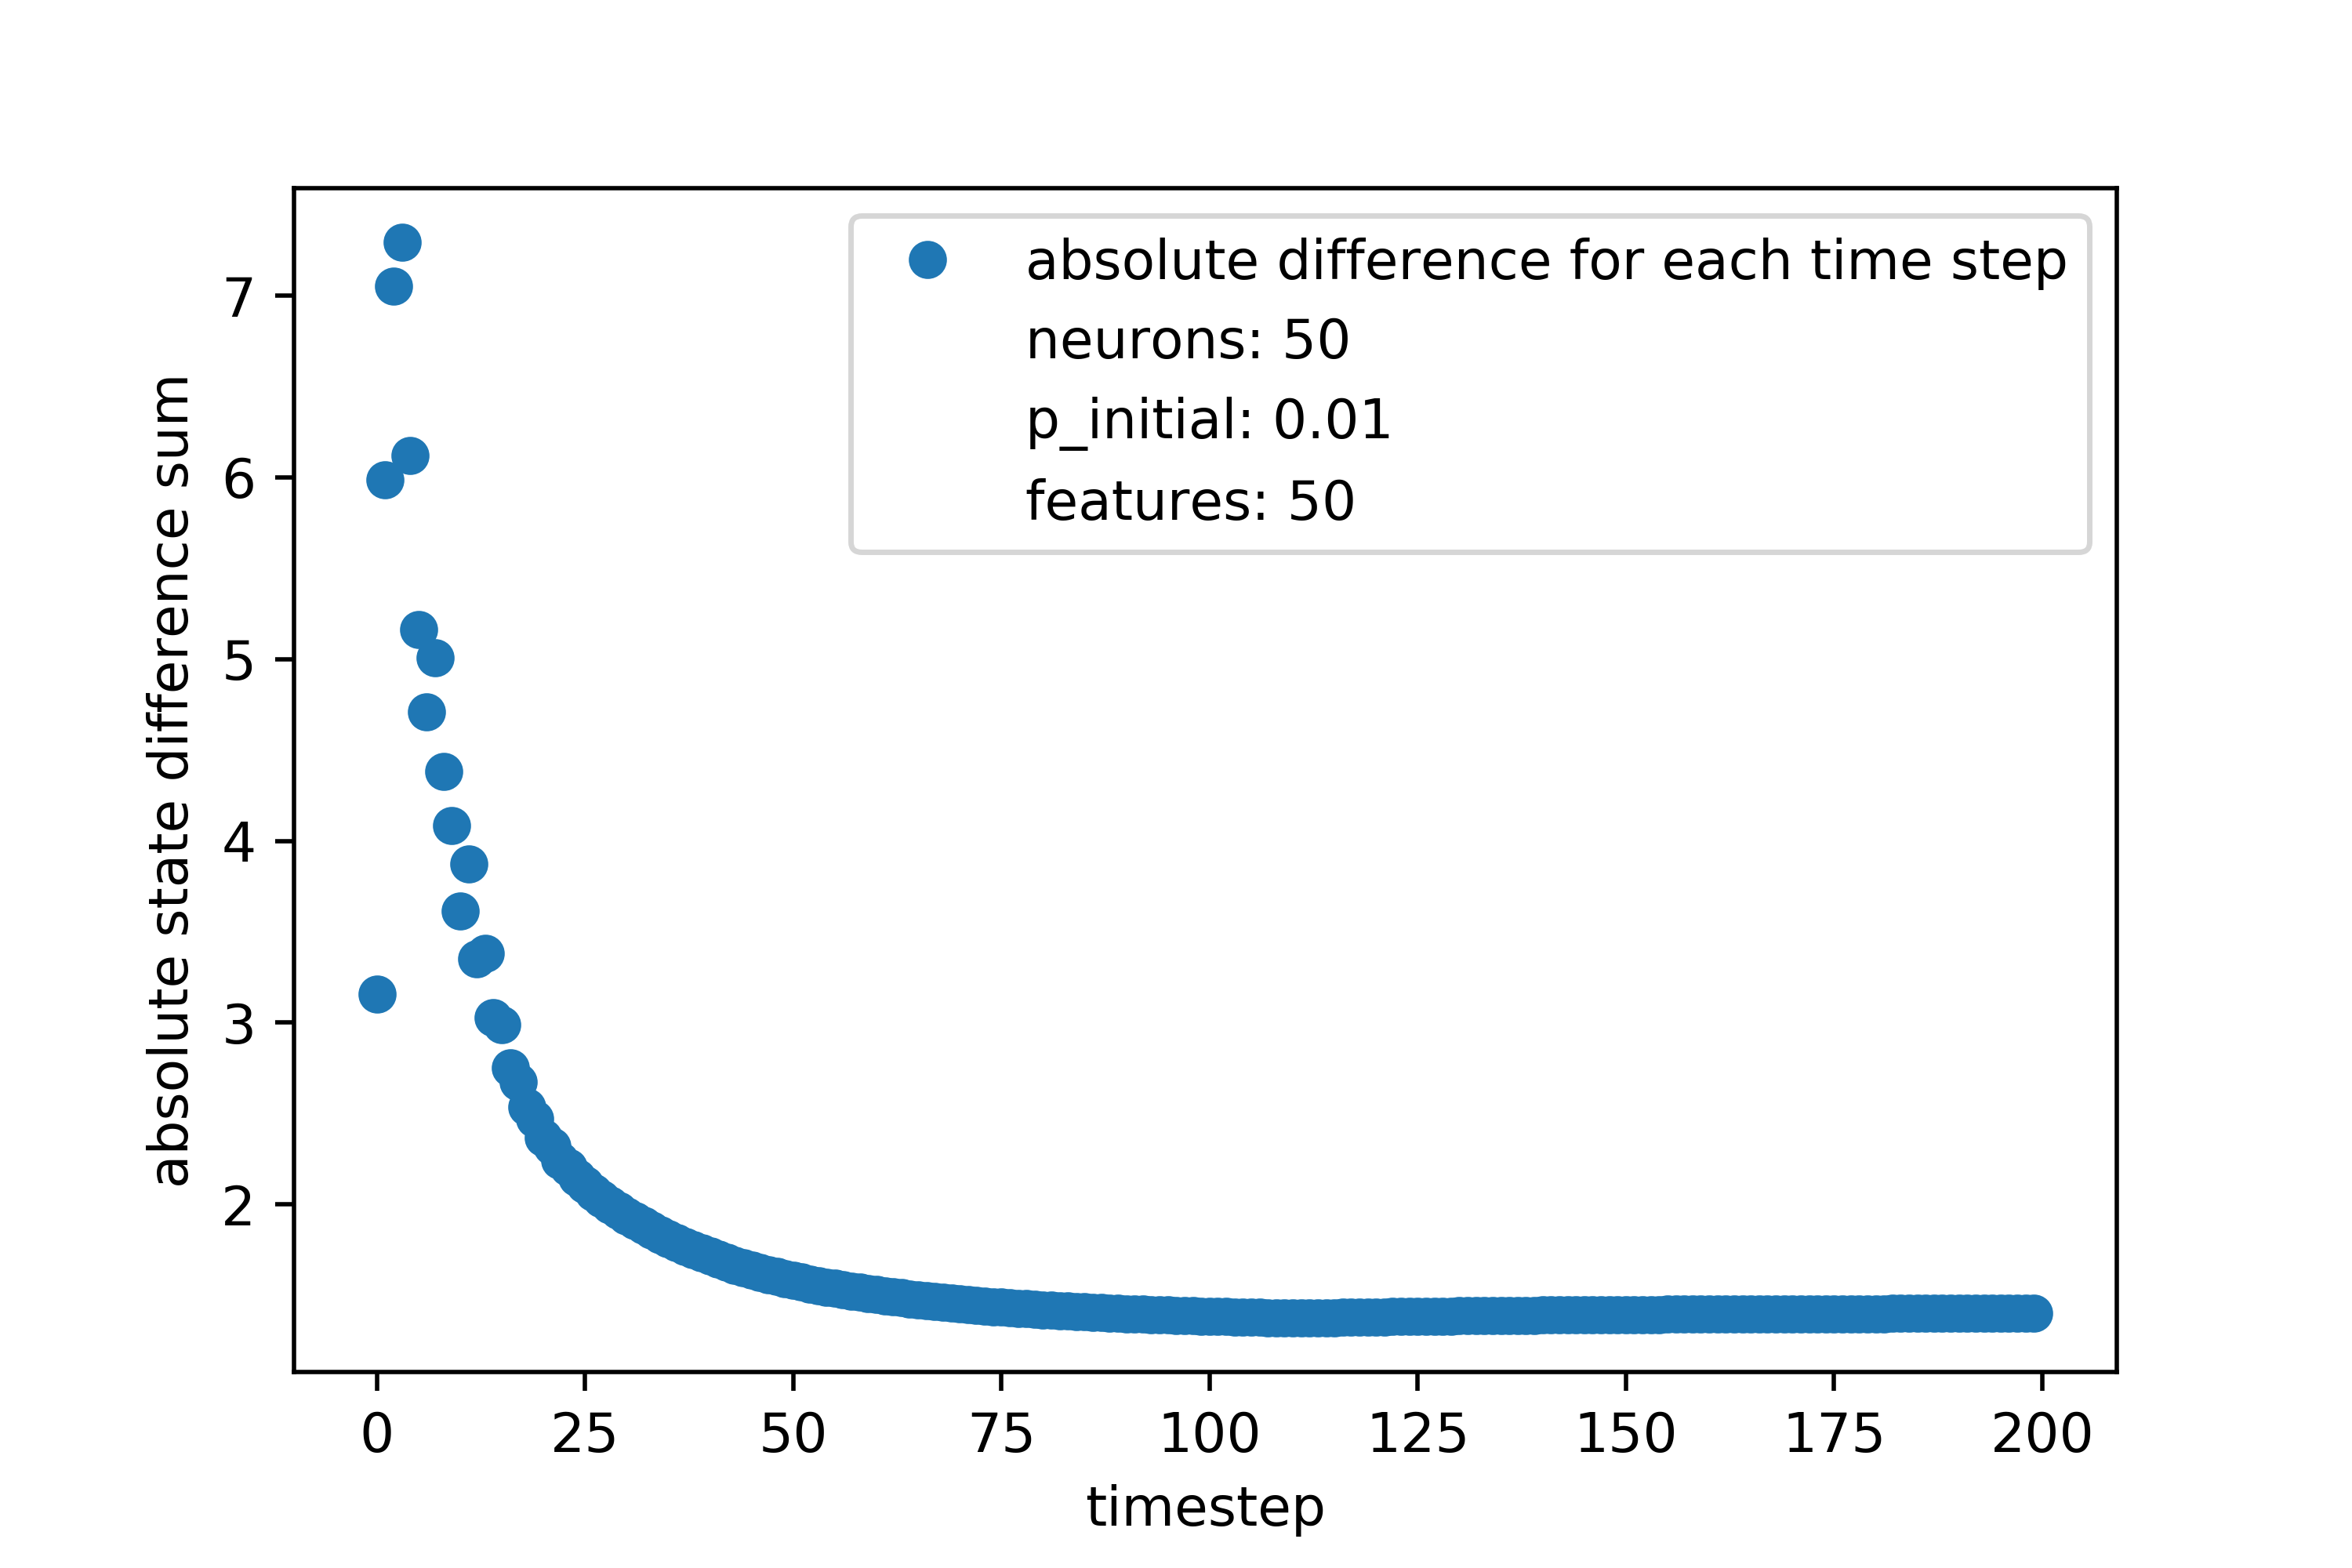 absolute difference for each time step
neurons: 50
p_initial: 0.01
features: 50
absolute state difference sum
7
6
5
4
3
2
0 25 50 75 100 125 150 175 200
timestep